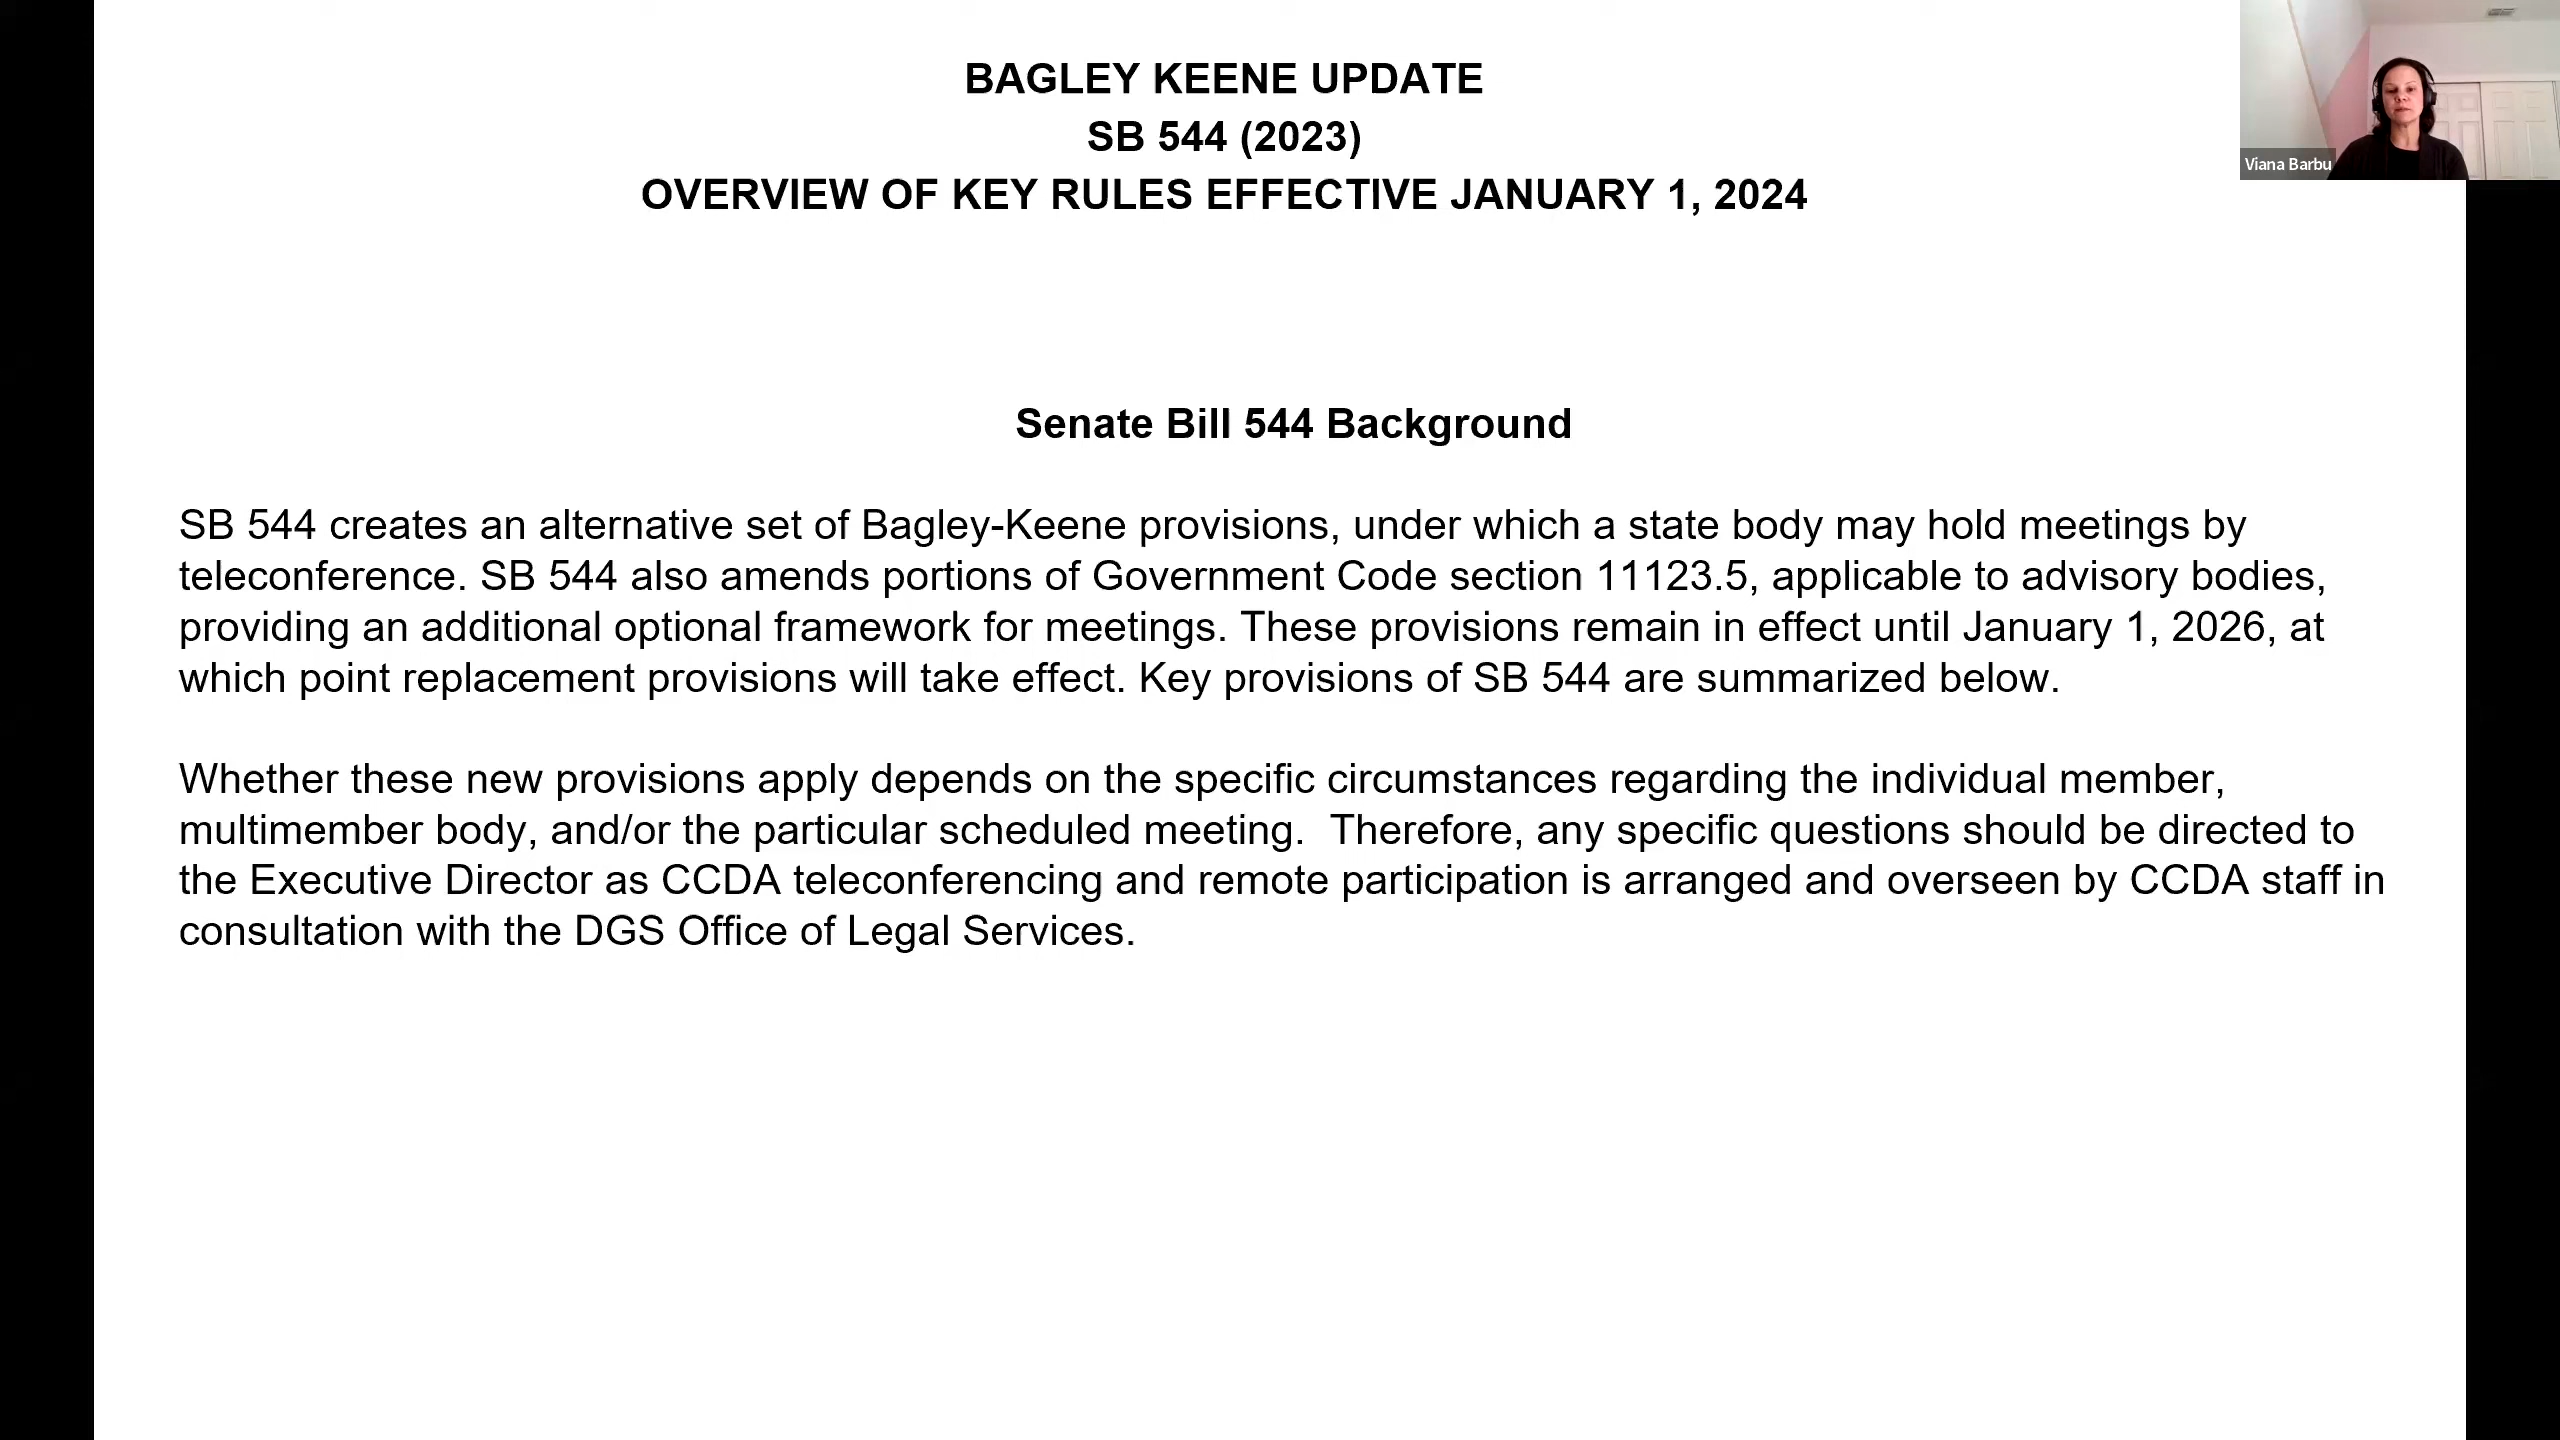 BAGLEY KEENE UPDATE
SB 544 (2023)
OVERVIEW OF KEY RULES EFFECTIVE JANUARY 1, 2024
Viana Barbu
Senate Bill 544 Background
SB 544 creates an alternative set of Bagley-Keene provisions, under which a state body may hold meetings by
teleconference. SB 544 also amends portions of Government Code section 11123.5, applicable to advisory bodies,
providing an additional optional framework for meetings. These provisions remain in effect until January 1, 2026, at
which point replacement provisions will take effect. Key provisions of SB 544 are summarized below.
Whether these new provisions apply depends on the specific circumstances regarding the individual member,
multimember body, and/or the particular scheduled meeting.  Therefore, any specific questions should be directed to
the Executive Director as CCDA teleconferencing and remote participation is arranged and overseen by CCDA staff in
consultation with the DGS Office of Legal Services.